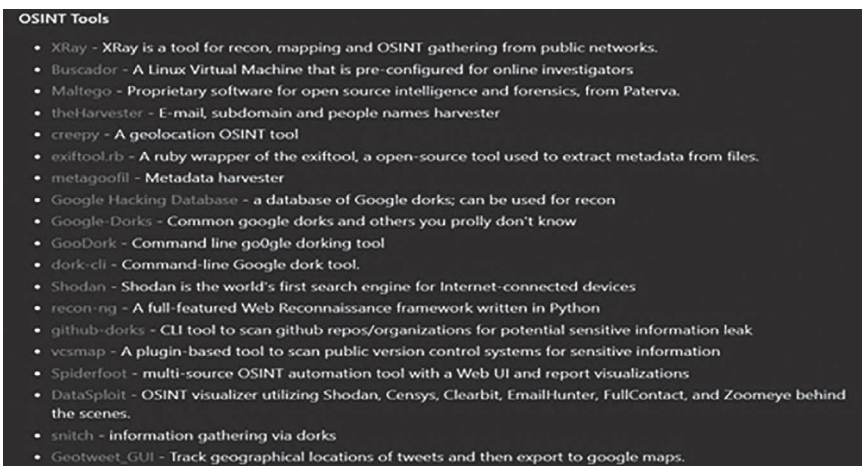 OSINT Tools
• XRay - XRay is a tool for recon, mapping and OSINT gathering from public networks.
• Buscador - A Linux Virtual Machine that is pre-configured for online investigators
• Maltego - Proprietary software for open source intelligence and forensics, from Paterva.
• theHarvester - E-mail, subdomain and people names harvester
• creepy - A geolocation OSINT tool
• exiftool.rb - A ruby wrapper of the exiftool, a open-source tool used to extract metadata from files.
• metagoofil - Metadata harvester
• Google Hacking Database - a database of Google dorks; can be used for recon
• Google-Dorks - Common google dorks and others you prolly don't know
• GooDork - Command line go0gle dorking tool
• dork-cli - Command-line Google dork tool.
• Shodan - Shodan is the world's first search engine for Internet-connected devices
• recon-ng - A full-featured Web Reconnaissance framework written in Python
• github-dorks - CLI tool to scan github repos/organizations for potential sensitive information leak
• vcsmap - A plugin-based tool to scan public version control systems for sensitive information
• Spiderfoot - multi-source OSINT automation tool with a Web UI and report visualizations
• DataSploit - OSINT visualizer utilizing Shodan, Censys, Clearbit, EmailHunter, FullContact, and Zoomeye behind
the scenes.
• snitch - information gathering via dorks
• Geotweet_GUI - Track geographical locations of tweets and then export to google maps.